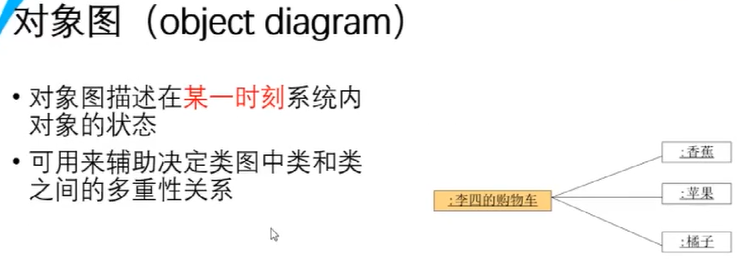 对象图（object diagram）
• 对象图描述在某一时刻系统内
对象的状态
• 可用来辅助决定类图中类和类
之间的多重性关系
:香蕉
:李四的购物车
:苹果
:橘子